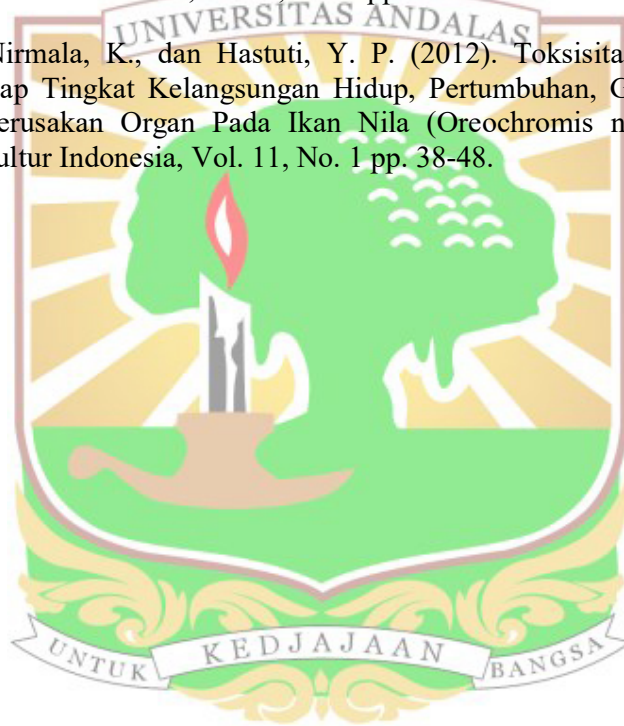 pp
UNIVERSITAS ANDALAS
Nirmala, K., dan Hastuti, Y. P. (2012). Toksisita
ap Tingkat Kelangsungan Hidup, Pertumbuhan, G
erusakan Organ Pada Ikan Nila (Oreochromis n
ultur Indonesia, Vol. 11, No. 1 pp. 38-48.
UNTUK KEDJAJAAN BANGSA